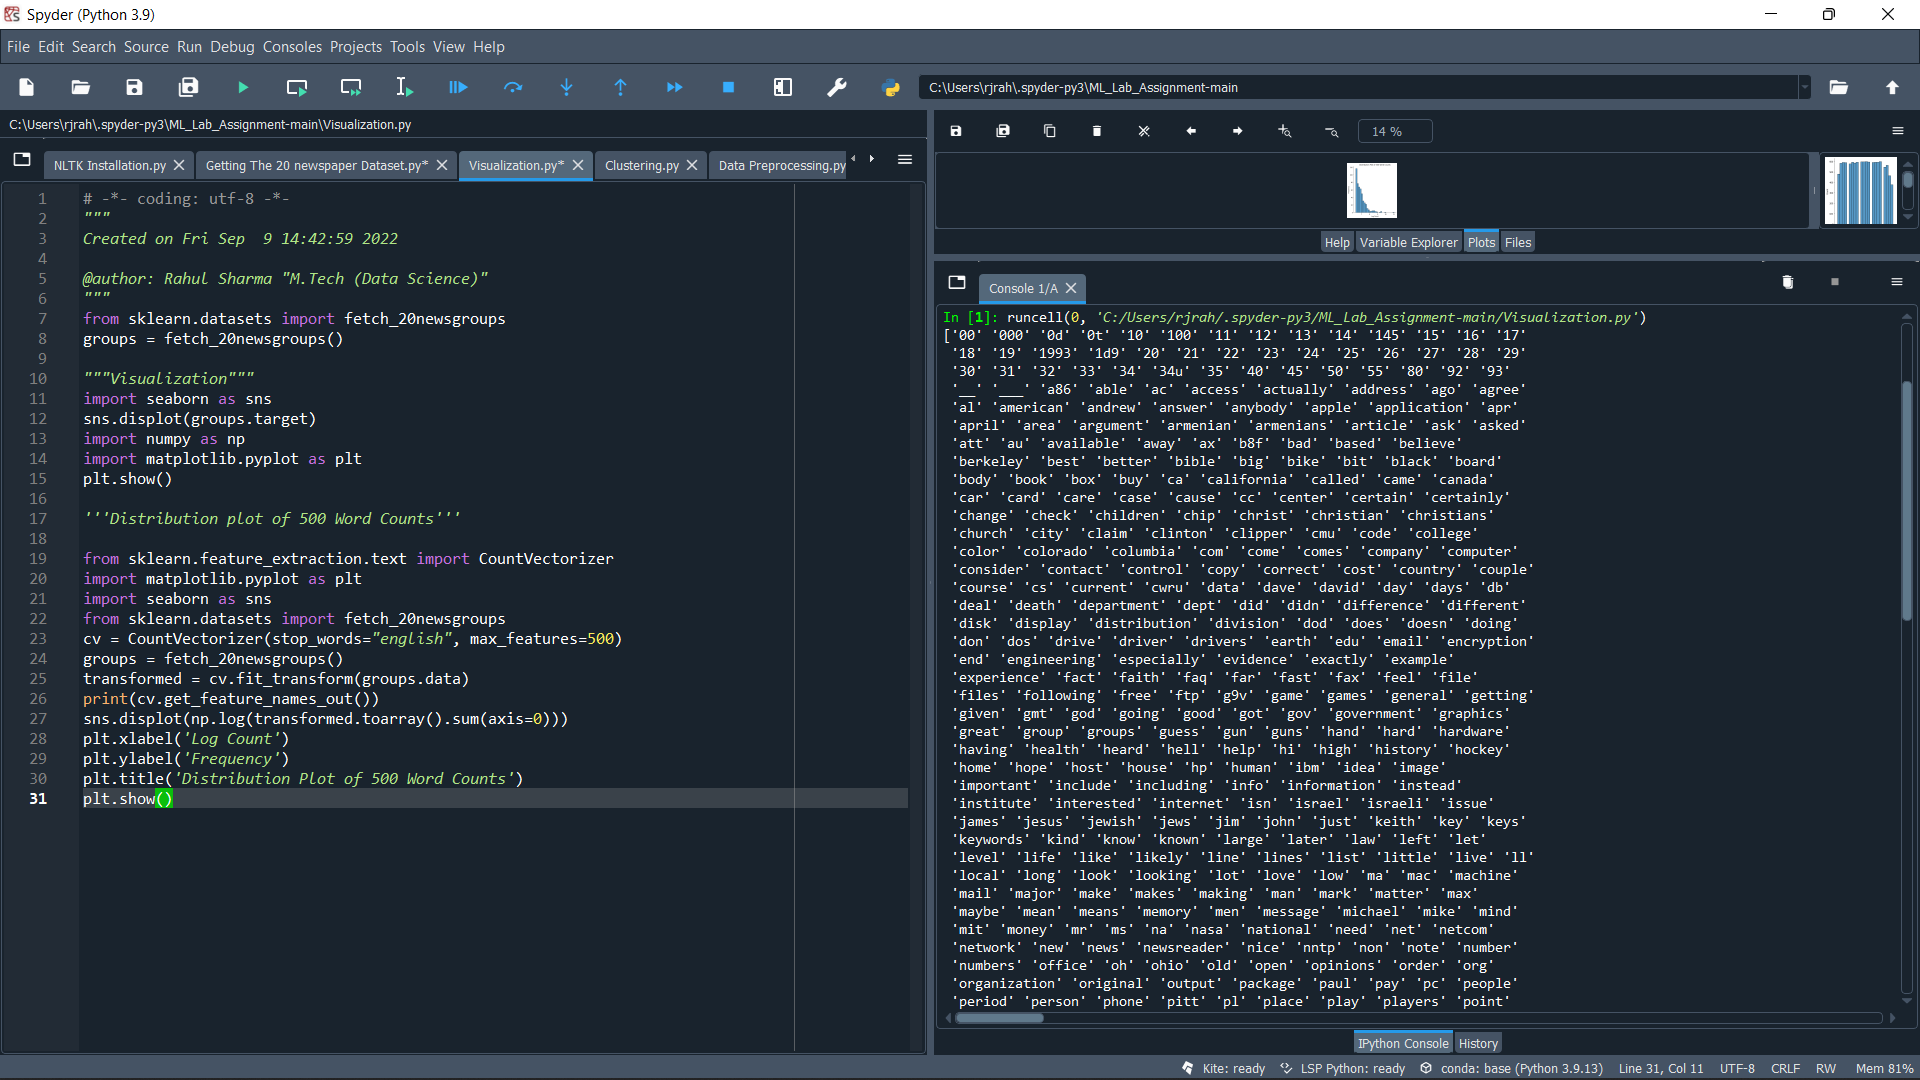 Spyder (Python 3.9)
File Edit Search Source Run Debug Consoles Projects Tools View Help
C:\Users\rjrah\.spyder-py3\ML_Lab_Assignment-main
C:\Users\rjrah\.spyder-py3\ML_Lab_Assignment-main\Visualization.py
NLTK Installation.py
Getting The 20 newspaper Dataset.py*
Visualization.py*
Clustering.py
Data Preprocessing.py
1 # -*- coding: utf-8 -*-
2 """
3 Created on Fri Sep  9 14:42:59 2022
4
5 @author: Rahul Sharma "M.Tech (Data Science)"
6 """
7 from sklearn.datasets import fetch_20newsgroups
8 groups = fetch_20newsgroups()
9
10 """Visualization"""
11 import seaborn as sns
12 sns.displot(groups.target)
13 import numpy as np
14 import matplotlib.pyplot as plt
15 plt.show()
16
17 '''Distribution plot of 500 Word Counts'''
18
19 from sklearn.feature_extraction.text import CountVectorizer
20 import matplotlib.pyplot as plt
21 import seaborn as sns
22 from sklearn.datasets import fetch_20newsgroups
23 cv = CountVectorizer(stop_words="english", max_features=500)
24 groups = fetch_20newsgroups()
25 transformed = cv.fit_transform(groups.data)
26 print(cv.get_feature_names_out())
27 sns.displot(np.log(transformed.toarray().sum(axis=0)))
28 plt.xlabel('Log Count')
29 plt.ylabel('Frequency')
30 plt.title('Distribution Plot of 500 Word Counts')
31 plt.show()
14 %
Help Variable Explorer Plots Files
Console 1/A
In [1]: runcell(0, 'C:/Users/rjrah/.spyder-py3/ML_Lab_Assignment-main/Visualization.py')
['00' '000' '0d' '0t' '10' '100' '11' '12' '13' '14' '145' '15' '16' '17'
'18' '19' '1993' '1d9' '20' '21' '22' '23' '24' '25' '26' '27' '28' '29'
'30' '31' '32' '33' '34' '34u' '35' '40' '45' '50' '55' '80' '92' '93'
'__' '___' 'a86' 'able' 'ac' 'access' 'actually' 'address' 'ago' 'agree'
'al' 'american' 'andrew' 'answer' 'anybody' 'apple' 'application' 'apr'
'april' 'area' 'argument' 'armenian' 'armenians' 'article' 'ask' 'asked'
'att' 'au' 'available' 'away' 'ax' 'b8f' 'bad' 'based' 'believe'
'berkeley' 'best' 'better' 'bible' 'big' 'bike' 'bit' 'black' 'board'
'body' 'book' 'box' 'buy' 'ca' 'california' 'called' 'came' 'canada'
'car' 'card' 'care' 'case' 'cause' 'cc' 'center' 'certain' 'certainly'
'change' 'check' 'children' 'chip' 'christ' 'christian' 'christians'
'church' 'city' 'claim' 'clinton' 'clipper' 'cmu' 'code' 'college'
'color' 'colorado' 'columbia' 'com' 'come' 'comes' 'company' 'computer'
'consider' 'contact' 'control' 'copy' 'correct' 'cost' 'country' 'couple'
'course' 'cs' 'current' 'cwru' 'data' 'dave' 'david' 'day' 'days' 'db'
'deal' 'death' 'department' 'dept' 'did' 'didn' 'difference' 'different'
'disk' 'display' 'distribution' 'division' 'dod' 'does' 'doesn' 'doing'
'don' 'dos' 'drive' 'driver' 'drivers' 'earth' 'edu' 'email' 'encryption'
'end' 'engineering' 'especially' 'evidence' 'exactly' 'example'
'experience' 'fact' 'faith' 'faq' 'far' 'fast' 'fax' 'feel' 'file'
'files' 'following' 'free' 'ftp' 'g9v' 'game' 'games' 'general' 'getting'
'given' 'gmt' 'god' 'going' 'good' 'got' 'gov' 'government' 'graphics'
'great' 'group' 'groups' 'guess' 'gun' 'guns' 'hand' 'hard' 'hardware'
'having' 'health' 'heard' 'hell' 'help' 'hi' 'high' 'history' 'hockey'
'home' 'hope' 'host' 'house' 'hp' 'human' 'ibm' 'idea' 'image'
'important' 'include' 'including' 'info' 'information' 'instead'
'institute' 'interested' 'internet' 'isn' 'israel' 'israeli' 'issue'
'james' 'jesus' 'jewish' 'jews' 'jim' 'john' 'just' 'keith' 'key' 'keys'
'keywords' 'kind' 'know' 'known' 'large' 'later' 'law' 'left' 'let'
'level' 'life' 'like' 'likely' 'line' 'lines' 'list' 'little' 'live' 'll'
'local' 'long' 'look' 'looking' 'lot' 'love' 'low' 'ma' 'mac' 'machine'
'mail' 'major' 'make' 'makes' 'making' 'man' 'mark' 'matter' 'max'
'maybe' 'mean' 'means' 'memory' 'men' 'message' 'michael' 'mike' 'mind'
'mit' 'money' 'mr' 'ms' 'na' 'nasa' 'national' 'need' 'net' 'netcom'
'network' 'new' 'news' 'newsreader' 'nice' 'nntp' 'non' 'note' 'number'
'numbers' 'office' 'oh' 'ohio' 'old' 'open' 'opinions' 'order' 'org'
'organization' 'original' 'output' 'package' 'paul' 'pay' 'pc' 'people'
'period' 'person' 'phone' 'pitt' 'pl' 'place' 'play' 'players' 'point'
IPython Console History
Kite: ready LSP Python: ready conda: base (Python 3.9.13) Line 31, Col 11 UTF-8 CRLF RW Mem 81%